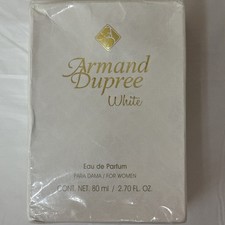 Armand
Dupree
White
Eau de Parfum
PARA DAMA / FOR WOMEN
CONT. NET. 80 ml / 2.70 FL. OZ.